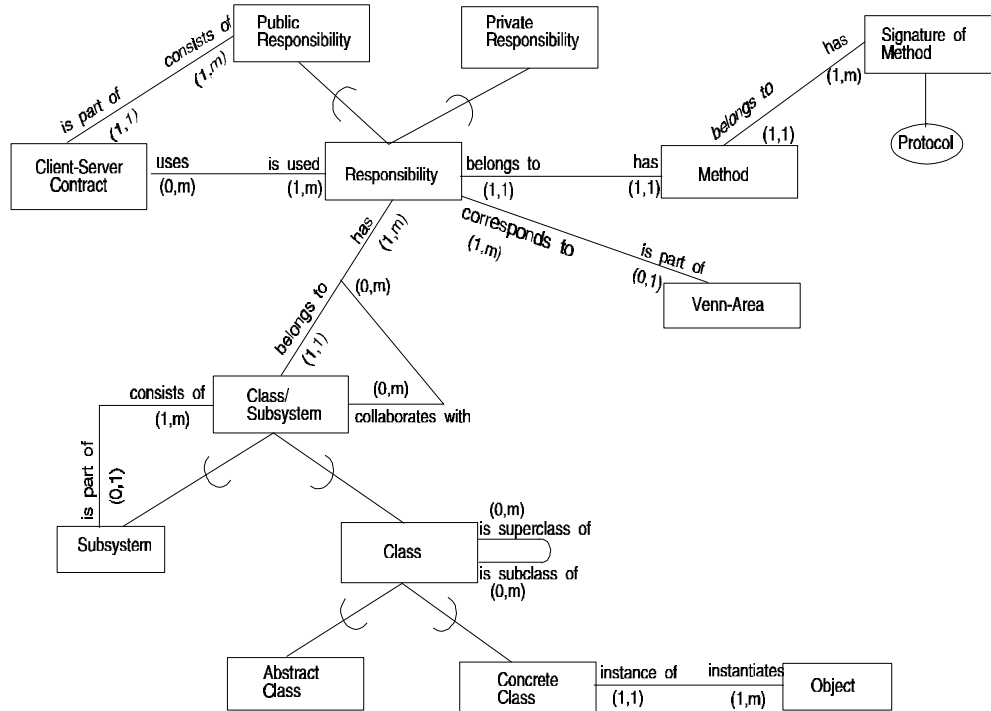 Public
Responsibility
Private
Responsibility
Signature of
Method
consists of
(1,m)
is part of
(1,1)
has
(1,m)
belongs to
(1,1)
Protocol
Client-Server
Contract
uses
(0,m)
is used
(1,m)
Responsibility
belongs to
(1,1)
has
(1,1)
Method
has
(1,m)
corresponds to
(1,m)
is part of
(0,1)
Venn-Area
(0,m)
belongs to
(1,1)
consists of
(1,m)
Class/
Subsystem
(0,m)
collaborates with
is part of
(0,1)
Subsystem
Class
(0,m)
is superclass of
is subclass of
(0,m)
Abstract
Class
Concrete
Class
instance of
(1,1)
instantiates
(1,m)
Object